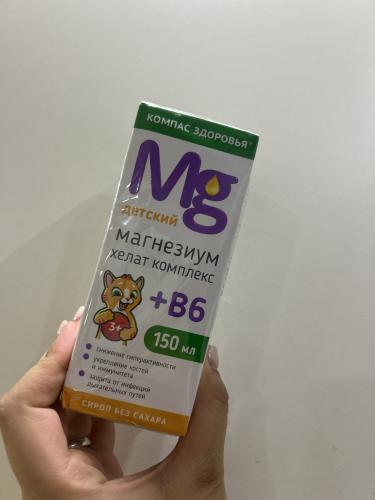 КОМПАС ЗДОРОВЬЯ®
Mg
детский
магнезиум
хелат комплекс
+B6
3+
150 мл
снижение гиперактивности
укрепление костей
и иммунитета
защита от инфекций
дыхательных путей
СИРОП БЕЗ САХАРА